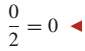 0/2 = 0 ◀